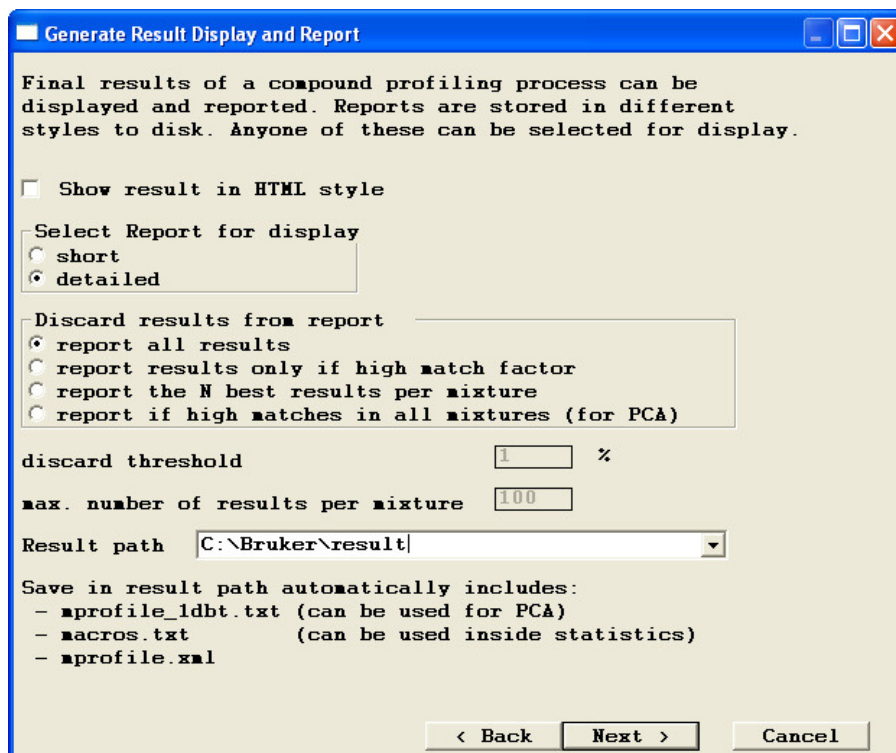 Generate Result Display and Report
Final results of a compound profiling process can be
displayed and reported. Reports are stored in different
styles to disk. Anyone of these can be selected for display.
Show result in HTML style
Select Report for display
short
detailed
Discard results from report
report all results
report results only if high match factor
report the N best results per mixture
report if high matches in all mixtures (for PCA)
discard threshold 1 %
max. number of results per mixture 100
Result path C:\Bruker\result
Save in result path automatically includes:
- mprofile_1dbt.txt (can be used for PCA)
- macros.txt (can be used inside statistics)
- mprofile.xml
< Back Next > Cancel